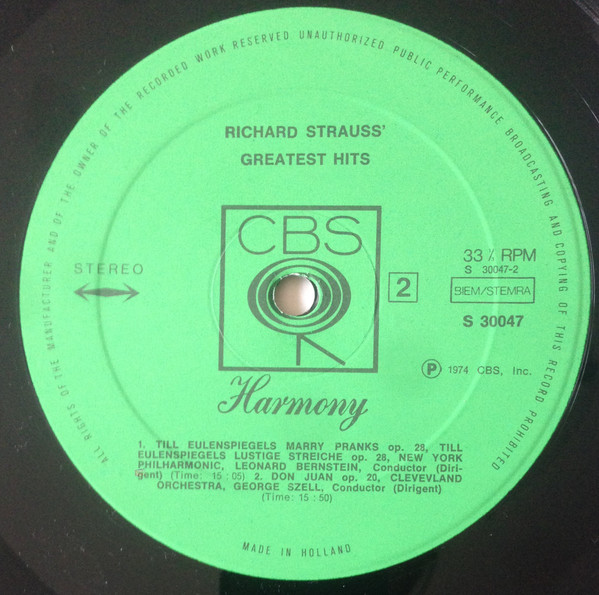 ALL RIGHTS OF THE MANUFACTURER AND OF THE OWNER OF THE RECORDED WORK RESERVED UNAUTHORIZED PUBLIC PERFORMANCE BROADCASTING AND COPYING OF THIS RECORD PROHIBITED
RICHARD STRAUSS'
GREATEST HITS
CBS
STEREO
33⅓ RPM
S 30047-2
2
BIEM/STEMRA
S 30047
Ⓟ 1974 CBS, Inc.
Harmony
1. TILL EULENSPIEGELS MARRY PRANKS op. 28, TILL
EULENSPIEGELS LUSTIGE STREICHE op. 28, NEW YORK
PHILHARMONIC, LEONARD BERNSTEIN, Conductor (Diri-
gent) (Time: 15 : 05) 2. DON JUAN op. 20, CLEVEVLAND
ORCHESTRA, GEORGE SZELL, Conductor (Dirigent)
(Time: 15 : 50)
MADE IN HOLLAND